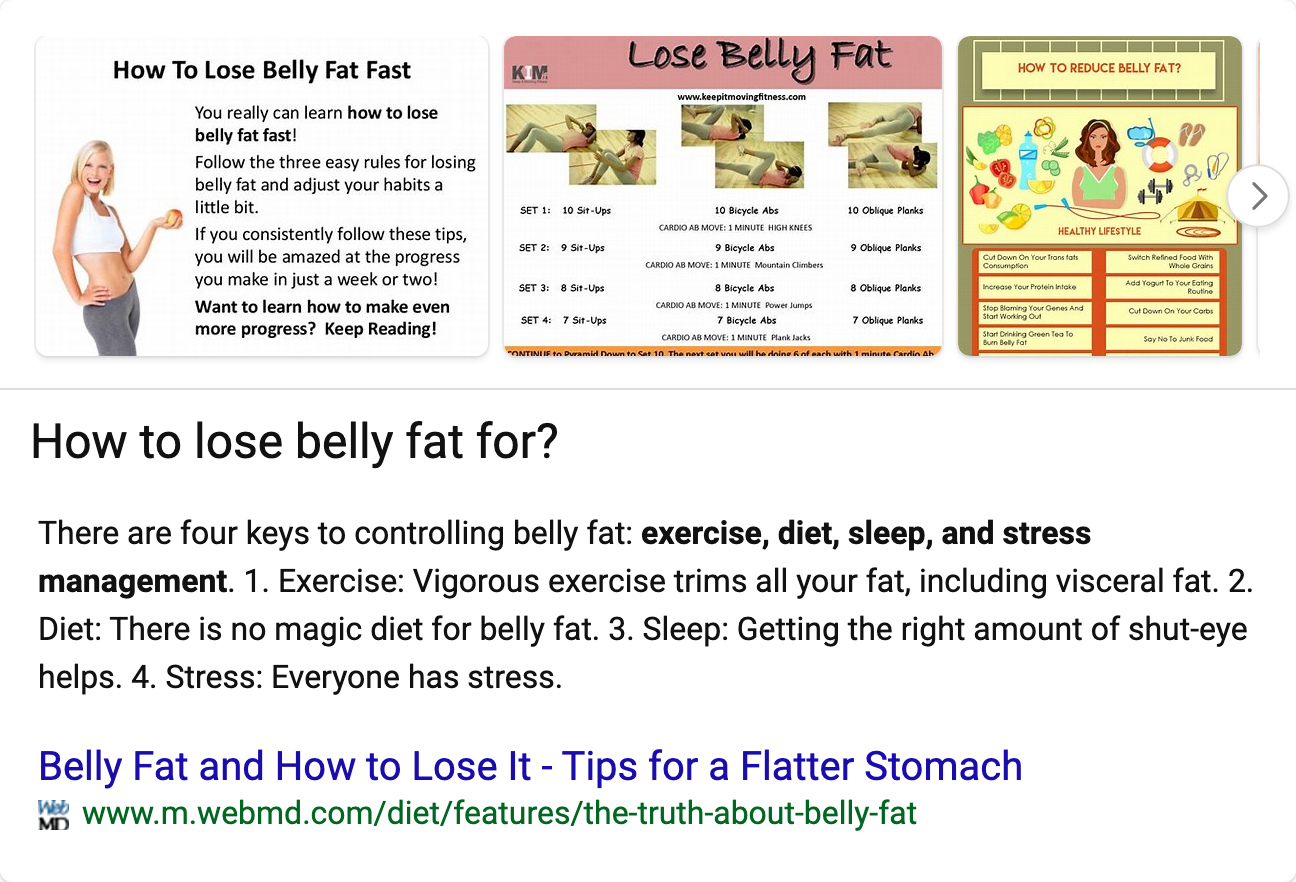 How To Lose Belly Fat Fast
You really can learn how to lose
belly fat fast!
Follow the three easy rules for losing
belly fat and adjust your habits a
little bit.
If you consistently follow these tips,
you will be amazed at the progress
you make in just a week or two!
Want to learn how to make even
more progress? Keep Reading!
Lose Belly Fat
KIM
www.keepitmovingfitness.com
SET 1: 10 Sit-Ups 10 Bicycle Abs 10 Oblique Planks
CARDIO AB MOVE: 1 MINUTE HIGH KNEES
SET 2: 9 Sit-Ups 9 Bicycle Abs 9 Oblique Planks
CARDIO AB MOVE: 1 MINUTE Mountain Climbers
SET 3: 8 Sit-Ups 8 Bicycle Abs 8 Oblique Planks
CARDIO AB MOVE: 1 MINUTE Power Jumps
SET 4: 7 Sit-Ups 7 Bicycle Abs 7 Oblique Planks
CARDIO AB MOVE: 1 MINUTE Plank Jacks
CONTINUE to Pyramid Down to Set 10. The next set you will be doing 6 of each with 1 minute Cardio Ab
HOW TO REDUCE BELLY FAT?
HEALTHY LIFESTYLE
Cut Down On Your Trans fats
Consumption
Increase Your Protein Intake
Stop Blaming Your Genes And
Start Working Out
Start Drinking Green Tea To
Burn Belly Fat
Switch Refined Food With
Whole Grains
Add Yogurt To Your Eating
Routine
Cut Down On Your Carbs
Say No To Junk Food
How to lose belly fat for?
There are four keys to controlling belly fat: exercise, diet, sleep, and stress
management. 1. Exercise: Vigorous exercise trims all your fat, including visceral fat. 2.
Diet: There is no magic diet for belly fat. 3. Sleep: Getting the right amount of shut-eye
helps. 4. Stress: Everyone has stress.
Belly Fat and How to Lose It - Tips for a Flatter Stomach
Web
MD
www.m.webmd.com/diet/features/the-truth-about-belly-fat